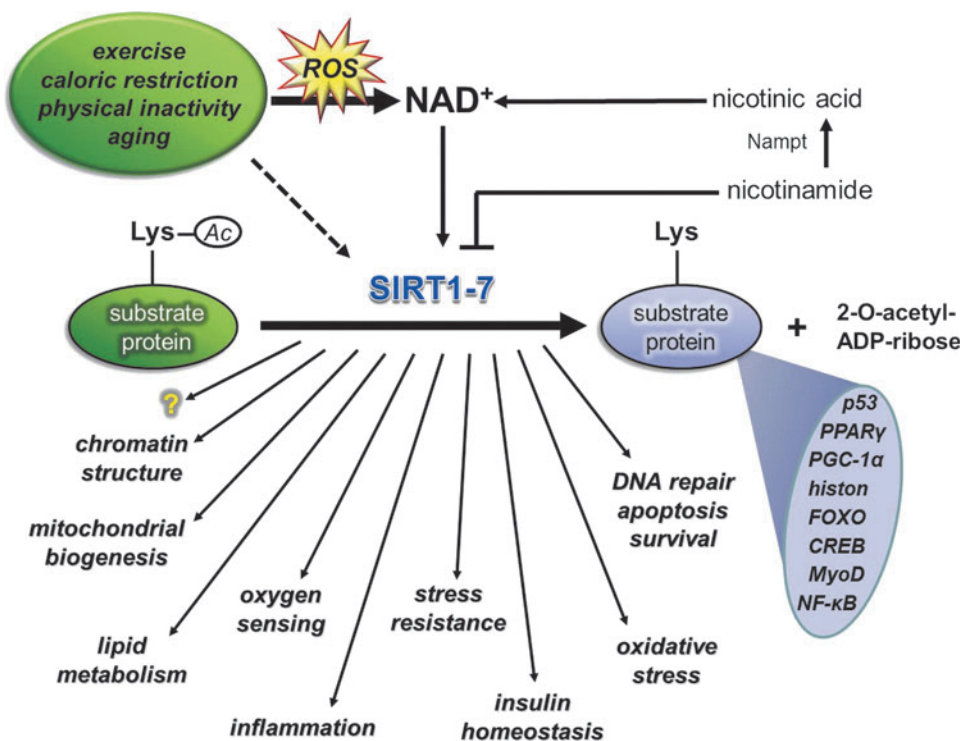 exercise
caloric restriction
physical inactivity
aging
ROS
NAD+
nicotinic acid
Nampt
nicotinamide
Lys
Ac
substrate
protein
SIRT1-7
Lys
substrate
protein
+
2-O-acetyl-
ADP-ribose
p53
PPARγ
PGC-1α
histon
FOXO
CREB
MyoD
NF-κB
?
chromatin
structure
mitochondrial
biogenesis
lipid
metabolism
oxygen
sensing
inflammation
stress
resistance
insulin
homeostasis
oxidative
stress
DNA repair
apoptosis
survival